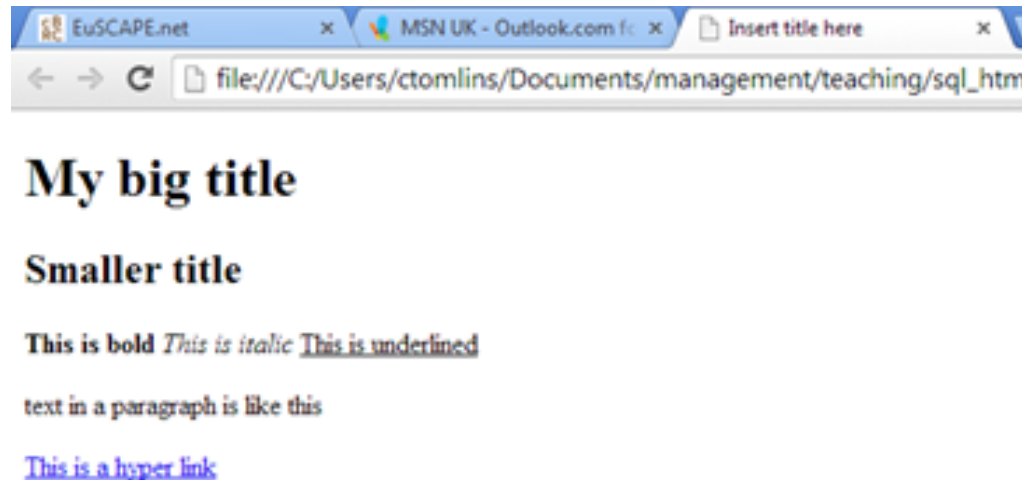 EuSCAPE.net MSN UK - Outlook.com fo Insert title here
file:///C:/Users/ctomlins/Documents/management/teaching/sql_htm
My big title
Smaller title
This is bold This is italic This is underlined
text in a paragraph is like this
This is a hyper link